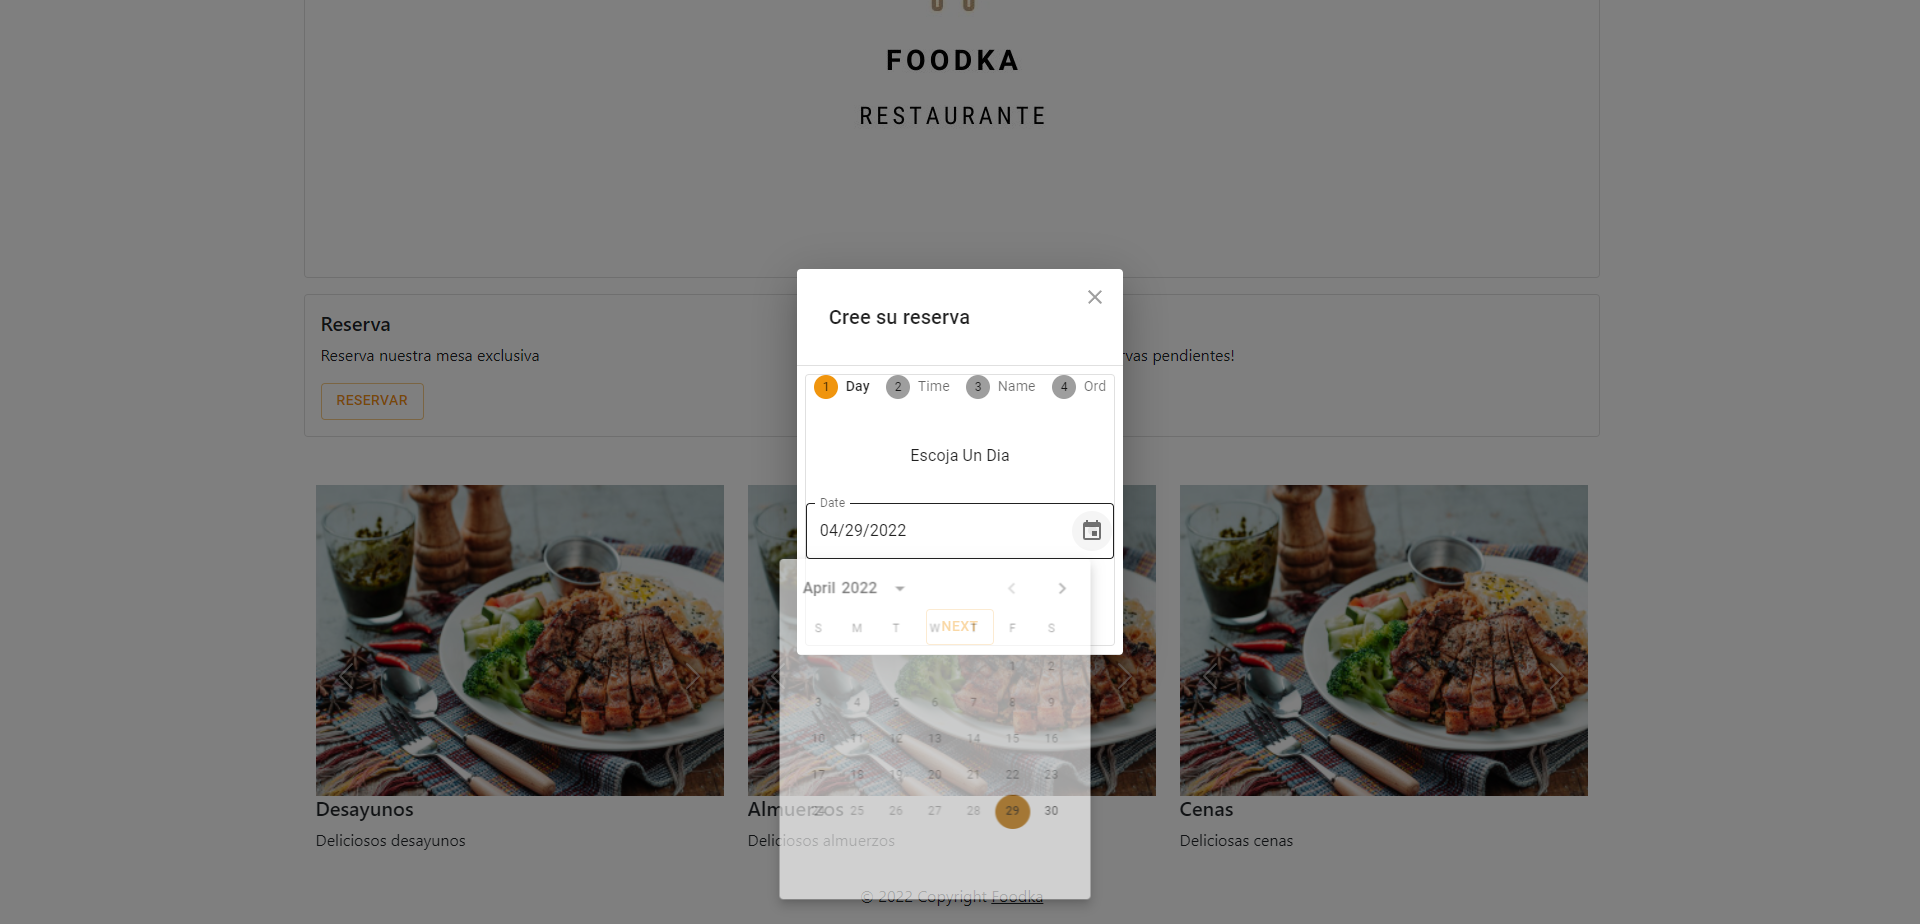 FOODKA
RESTAURANTE
Cree su reserva
Reserva
Reserva nuestra mesa exclusiva
vas pendientes!
RESERVAR
1 Day 2 Time 3 Name 4 Ord
Escoja Un Dia
Date
04/29/2022
April 2022
S M T W T F S
NEXT
1 2
3 4 5 6 7 8 9
10 11 12 13 14 15 16
17 18 19 20 21 22 23
24 25 26 27 28 29 30
Desayunos
Deliciosos desayunos
Almuerzos
Deliciosos almuerzos
Cenas
Deliciosas cenas
© 2022 Copyright Foodka